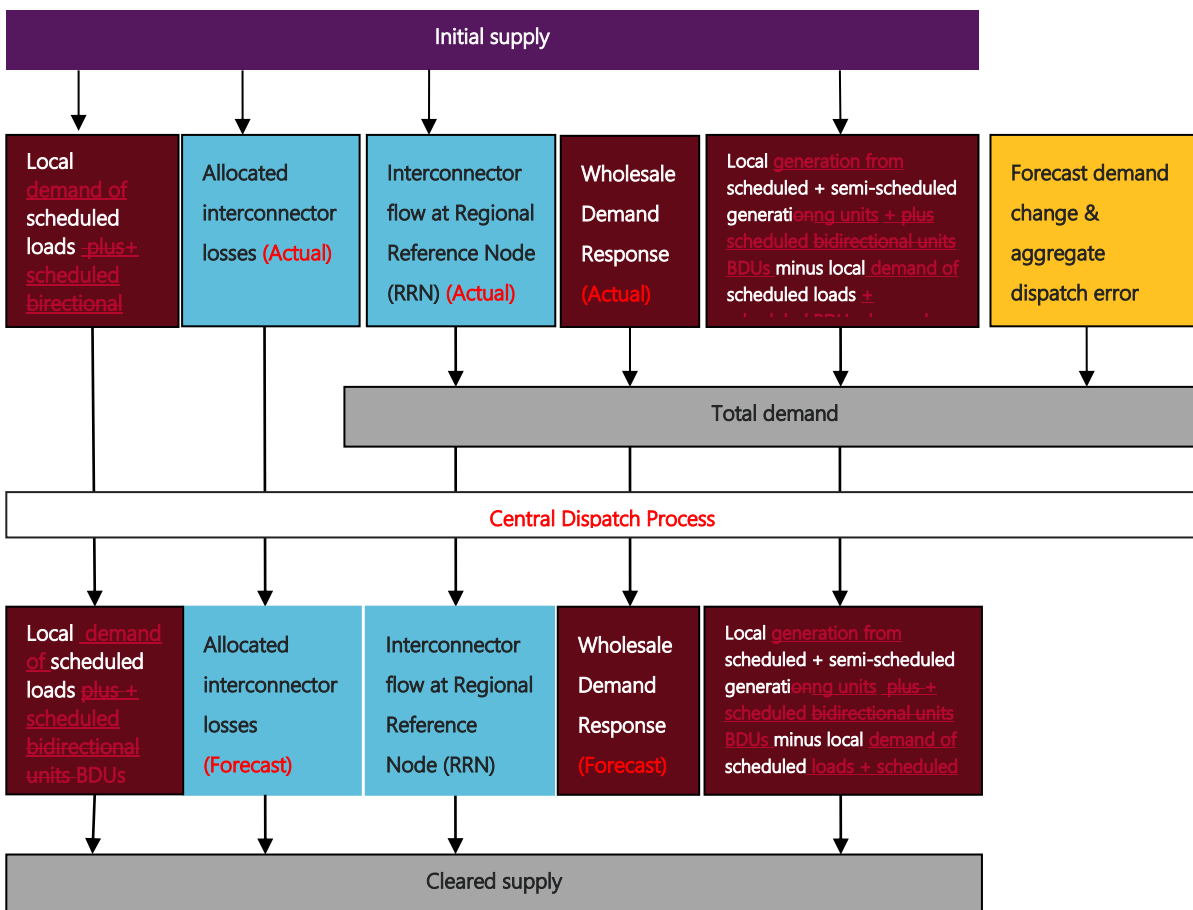 Initial supply
Local
demand of
scheduled
loads plus+
scheduled
birectional
Allocated
interconnector
losses (Actual)
Interconnector
flow at Regional
Reference Node
(RRN) (Actual)
Wholesale
Demand
Response
(Actual)
Local generation from
scheduled + semi-scheduled
generationng units + plus
scheduled bidirectional units
BDUs minus local demand of
scheduled loads +
Forecast demand
change &
aggregate
dispatch error
Total demand
Central Dispatch Process
Local demand
of scheduled
loads plus +
scheduled
bidirectional
units BDUs
Allocated
interconnector
losses
(Forecast)
Interconnector
flow at Regional
Reference
Node (RRN)
Wholesale
Demand
Response
(Forecast)
Local generation from
scheduled + semi-scheduled
generationng units plus +
scheduled bidirectional units
BDUs minus local demand of
scheduled loads + scheduled
Cleared supply